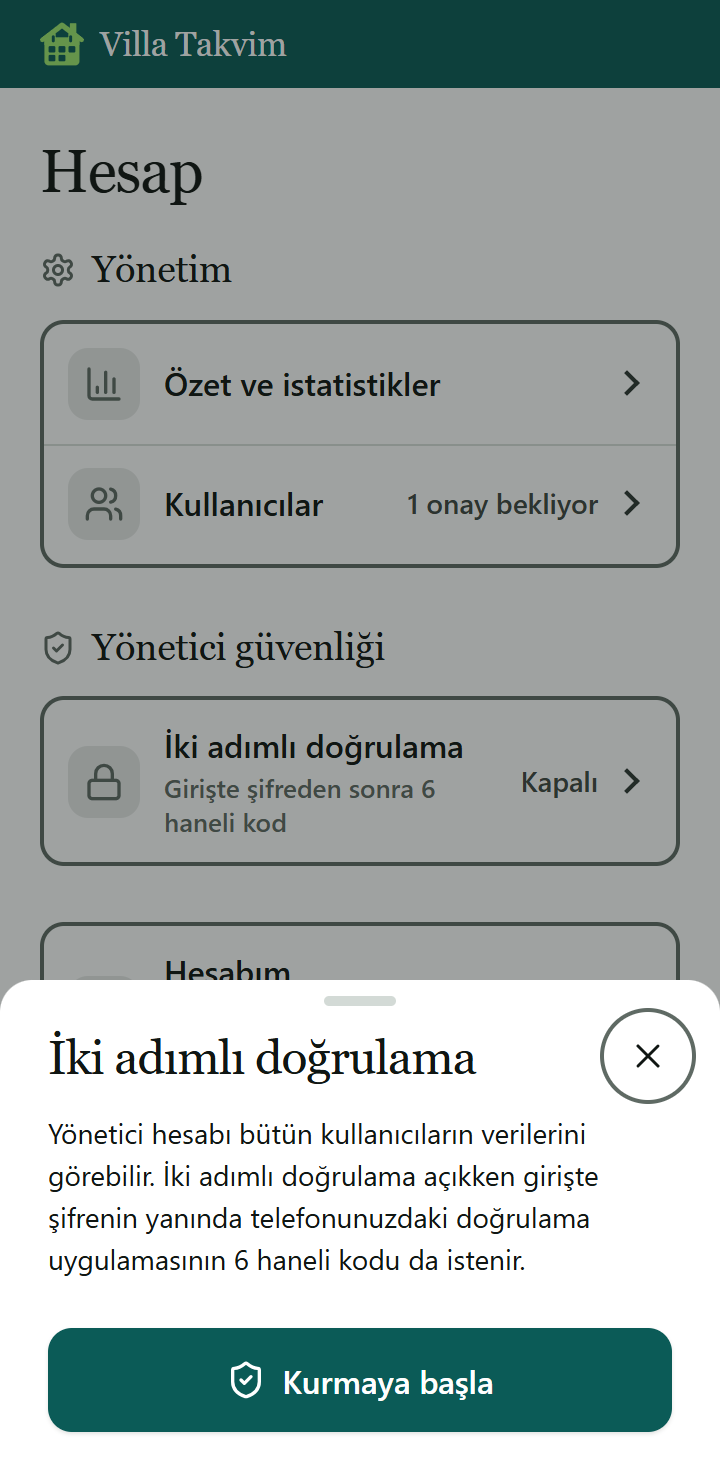 Villa Takvim
Hesap
Yönetim
Özet ve istatistikler
Kullanıcılar 1 onay bekliyor
Yönetici güvenliği
İki adımlı doğrulama
Girişte şifreden sonra 6
haneli kod
Kapalı
Hesabım
İki adımlı doğrulama
Yönetici hesabı bütün kullanıcıların verilerini
görebilir. İki adımlı doğrulama açıkken girişte
şifrenin yanında telefonunuzdaki doğrulama
uygulamasının 6 haneli kodu da istenir.
Kurmaya başla